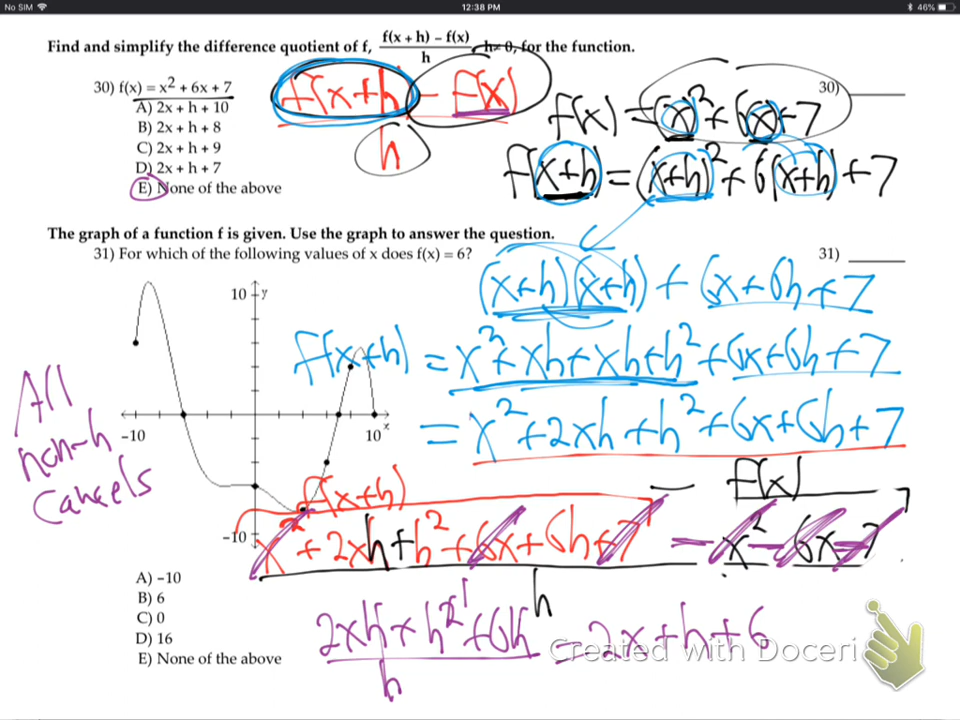 No SIM 12:38 PM 46%
Find and simplify the difference quotient of f, f(x + h) – f(x) / h , h≠ 0, for the function.
30) f(x) = x² + 6x + 7 30) ______
A) 2x + h + 10
B) 2x + h + 8
C) 2x + h + 9
D) 2x + h + 7
E) None of the above
f(x+h) – f(x)
h
f(x) = (x)² + 6(x) + 7
f(x+h) = (x+h)² + 6(x+h) + 7
The graph of a function f is given. Use the graph to answer the question.
31) For which of the following values of x does f(x) = 6? 31) ______
(x+h)(x+h) + 6x+6h+7
10 y
f(x+h) = x²+xh+xh+h²+6x+6h+7
-10 10 x
= x²+2xh+h²+6x+6h+7
All
non-h
cancels
f(x+h) – f(x)
-10
x²+2xh+h²+6x+6h+7 – x²–6x–7
h
A) –10
B) 6
C) 0
D) 16
E) None of the above
2xh+h²+6h = 2x+h+6
h
1
Created with Doceri